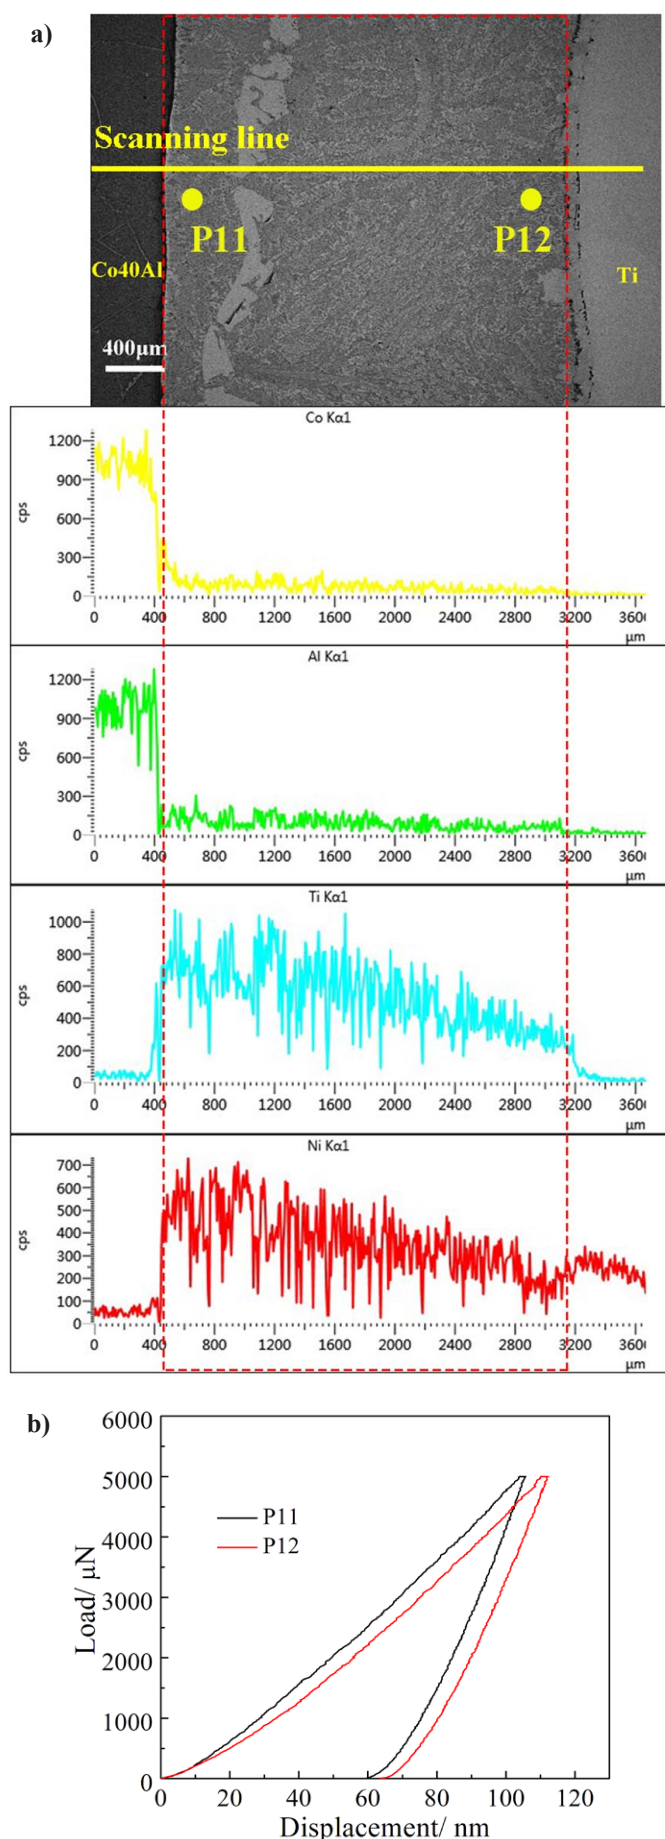 a)
Scanning line
P11
P12
Co40Al
Ti
400μm
Co Kα1
1200
900
600
300
0
cps
0 400 800 1200 1600 2000 2400 2800 3200 3600
μm
Al Kα1
1200
900
600
300
0
cps
0 400 800 1200 1600 2000 2400 2800 3200 3600
μm
Ti Kα1
1000
800
600
400
200
0
cps
0 400 800 1200 1600 2000 2400 2800 3200 3600
μm
Ni Kα1
700
600
500
400
300
200
100
0
cps
0 400 800 1200 1600 2000 2400 2800 3200 3600
μm
b)
6000
5000
4000
3000
2000
1000
0
Load/ μN
P11
P12
0 20 40 60 80 100 120
Displacement/ nm